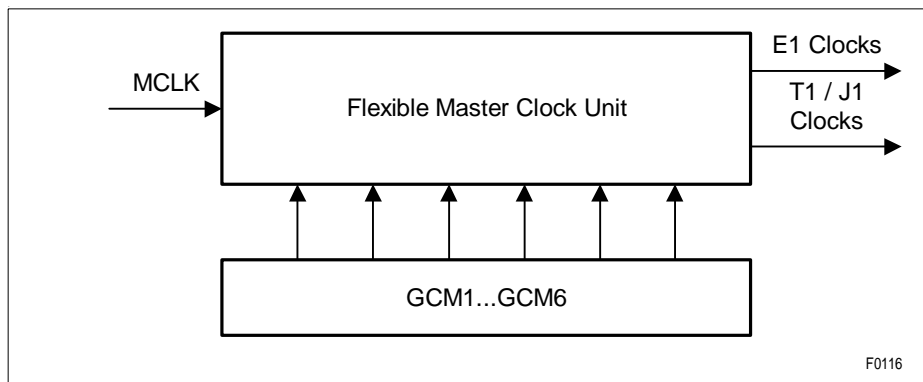 E1 Clocks
MCLK
T1 / J1
Clocks
Flexible Master Clock Unit
GCM1...GCM6
F0116